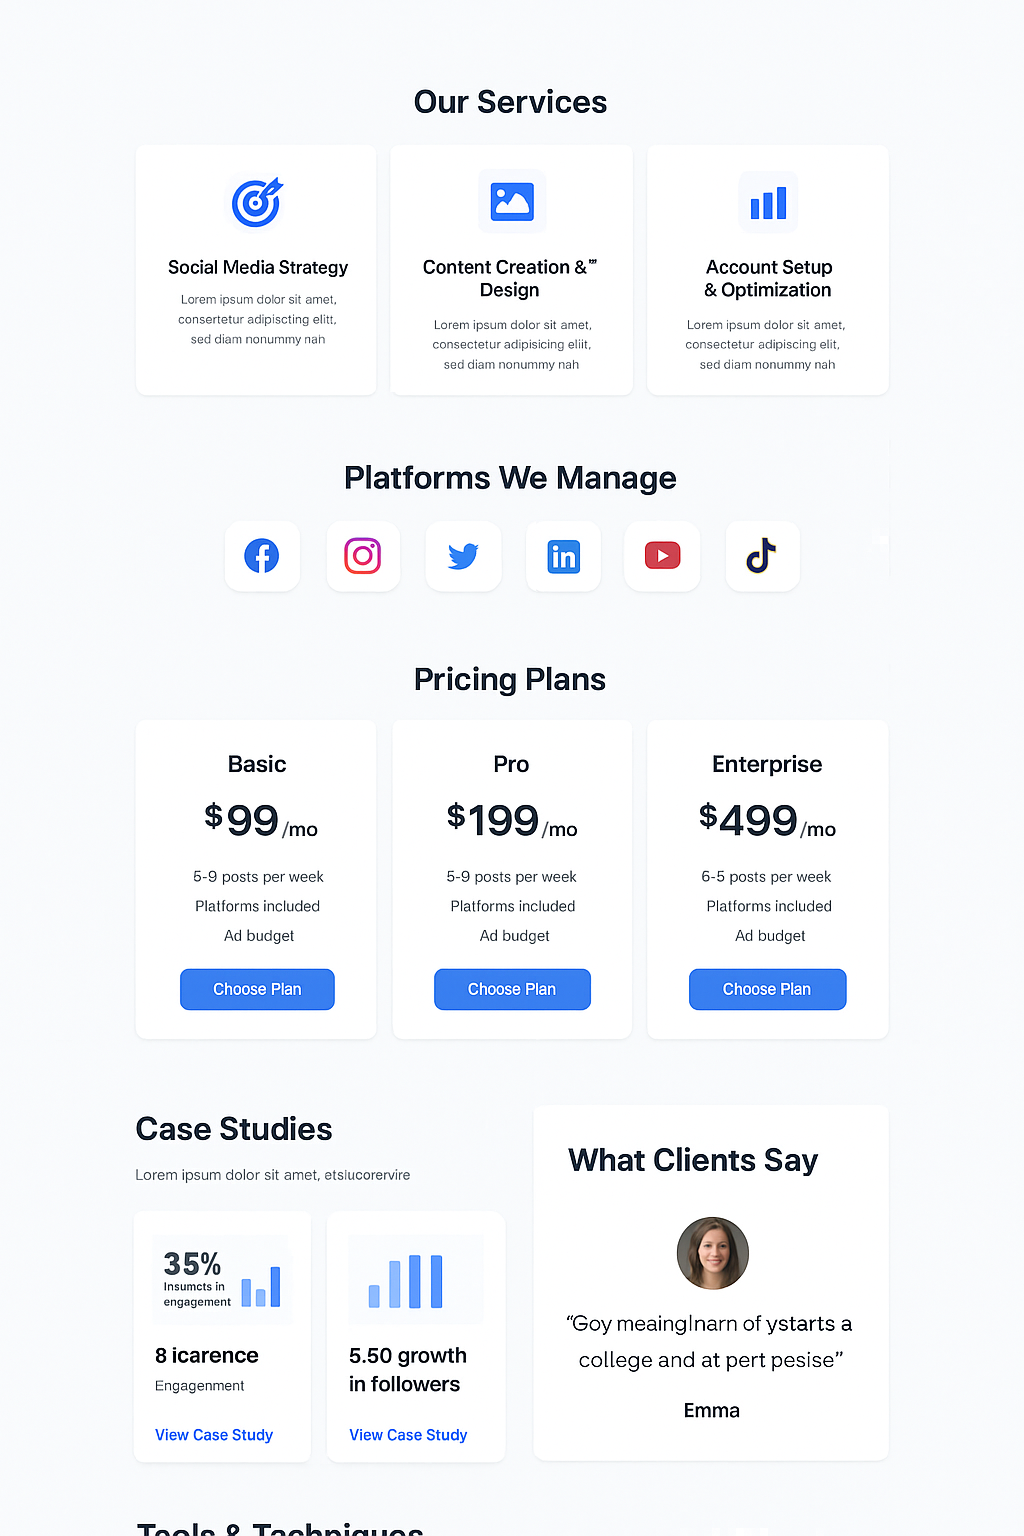 Our Services
Social Media Strategy
Lorem ipsum dolor sit amet,
consertetur adipiscting elitt,
sed diam nonummy nah
Content Creation &‟
Design
Lorem ipsum dolor sit amet,
consectetur adipisicing eliit,
sed diam nonummy nah
Account Setup
& Optimization
Lorem ipsum dolor sit amet,
consectetur adipiscing elit,
sed diam nonummy nah
Platforms We Manage
Pricing Plans
Basic
$99/mo
5-9 posts per week
Platforms included
Ad budget
Choose Plan
Pro
$199/mo
5-9 posts per week
Platforms included
Ad budget
Choose Plan
Enterprise
$499/mo
6-5 posts per week
Platforms included
Ad budget
Choose Plan
Case Studies
Lorem ipsum dolor sit amet, etslucorervire
35%
Insumcts in
engagement
8 icarence
Engagenment
View Case Study
5.50 growth
in followers
View Case Study
What Clients Say
“Goy meainglnarn of ystarts a
college and at pert pesise”
Emma
Tools & Tachpiques